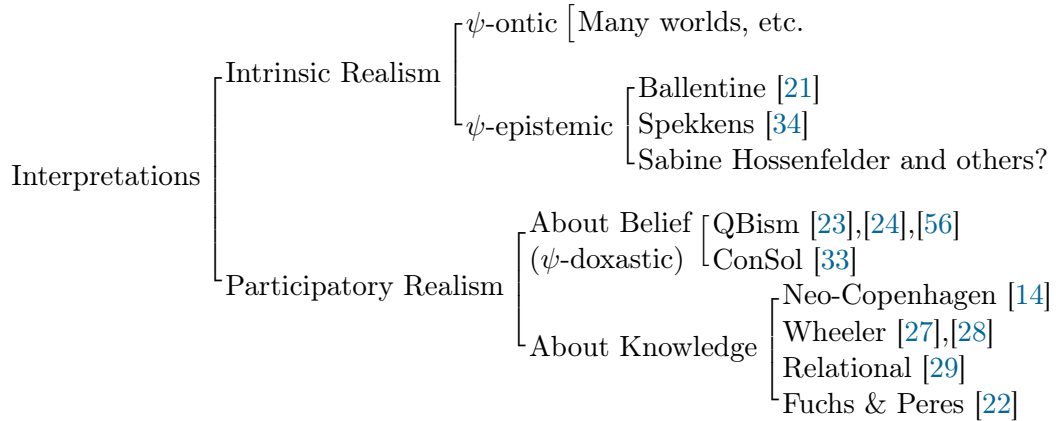 ψ-ontic [Many worlds, etc.
Intrinsic Realism
Ballentine [21]
ψ-epistemic
Spekkens [34]
Sabine Hossenfelder and others?
Interpretations
About Belief
(ψ-doxastic)
QBism [23],[24],[56]
ConSol [33]
Participatory Realism
Neo-Copenhagen [14]
Wheeler [27],[28]
About Knowledge
Relational [29]
Fuchs & Peres [22]